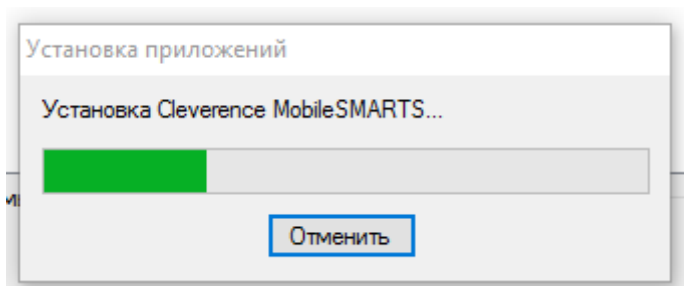 Установка приложений
Установка Cleverence MobileSMARTS...
Отменить